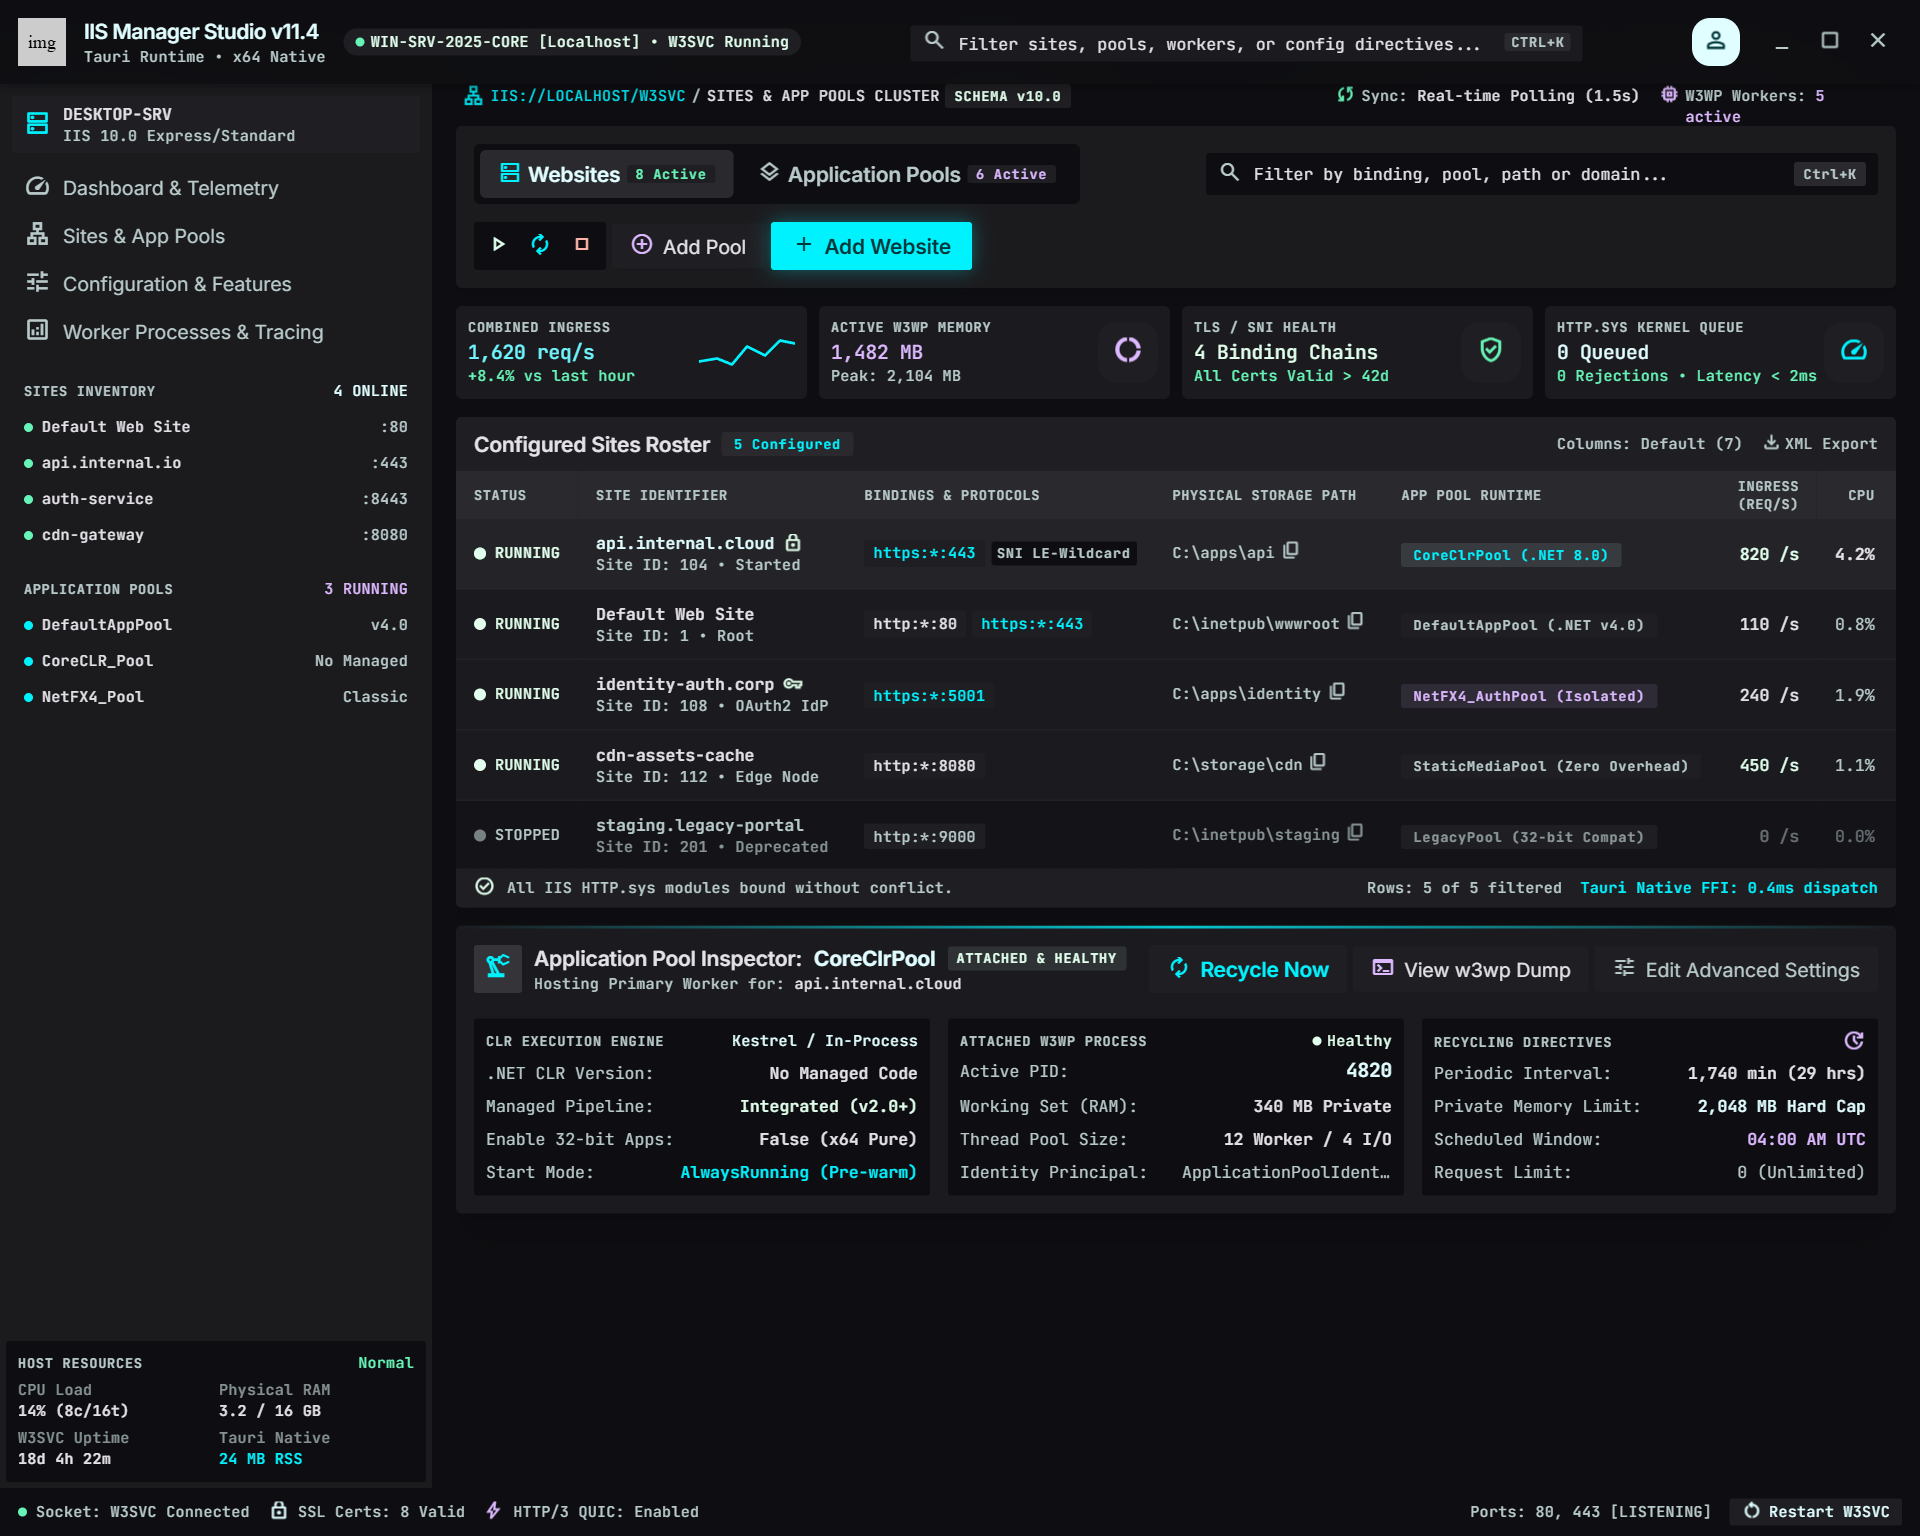 img
IIS Manager Studio v11.4
Tauri Runtime • x64 Native
WIN-SRV-2025-CORE [Localhost] • W3SVC Running
Filter sites, pools, workers, or config directives...
CTRL+K
DESKTOP-SRV
IIS 10.0 Express/Standard
Dashboard & Telemetry
Sites & App Pools
Configuration & Features
Worker Processes & Tracing
SITES INVENTORY 4 ONLINE
Default Web Site :80
api.internal.io :443
auth-service :8443
cdn-gateway :8080
APPLICATION POOLS 3 RUNNING
DefaultAppPool v4.0
CoreCLR_Pool No Managed
NetFX4_Pool Classic
HOST RESOURCES Normal
CPU Load Physical RAM
14% (8c/16t) 3.2 / 16 GB
W3SVC Uptime Tauri Native
18d 4h 22m 24 MB RSS
IIS://LOCALHOST/W3SVC / SITES & APP POOLS CLUSTER SCHEMA v10.0
Sync: Real-time Polling (1.5s)
W3WP Workers: 5
active
Websites 8 Active
Application Pools 6 Active
Filter by binding, pool, path or domain... Ctrl+K
Add Pool
Add Website
COMBINED INGRESS
1,620 req/s
+8.4% vs last hour
ACTIVE W3WP MEMORY
1,482 MB
Peak: 2,104 MB
TLS / SNI HEALTH
4 Binding Chains
All Certs Valid > 42d
HTTP.SYS KERNEL QUEUE
0 Queued
0 Rejections • Latency < 2ms
Configured Sites Roster 5 Configured
Columns: Default (7) XML Export
STATUS SITE IDENTIFIER BINDINGS & PROTOCOLS PHYSICAL STORAGE PATH APP POOL RUNTIME INGRESS (REQ/S) CPU
RUNNING api.internal.cloud https:*:443 SNI LE-Wildcard C:\apps\api CoreClrPool (.NET 8.0) 820 /s 4.2%
Site ID: 104 • Started
RUNNING Default Web Site http:*:80 https:*:443 C:\inetpub\wwwroot DefaultAppPool (.NET v4.0) 110 /s 0.8%
Site ID: 1 • Root
RUNNING identity-auth.corp https:*:5001 C:\apps\identity NetFX4_AuthPool (Isolated) 240 /s 1.9%
Site ID: 108 • OAuth2 IdP
RUNNING cdn-assets-cache http:*:8080 C:\storage\cdn StaticMediaPool (Zero Overhead) 450 /s 1.1%
Site ID: 112 • Edge Node
STOPPED staging.legacy-portal http:*:9000 C:\inetpub\staging LegacyPool (32-bit Compat) 0 /s 0.0%
Site ID: 201 • Deprecated
All IIS HTTP.sys modules bound without conflict.
Rows: 5 of 5 filtered Tauri Native FFI: 0.4ms dispatch
Application Pool Inspector: CoreClrPool ATTACHED & HEALTHY
Hosting Primary Worker for: api.internal.cloud
Recycle Now
View w3wp Dump
Edit Advanced Settings
CLR EXECUTION ENGINE Kestrel / In-Process
.NET CLR Version: No Managed Code
Managed Pipeline: Integrated (v2.0+)
Enable 32-bit Apps: False (x64 Pure)
Start Mode: AlwaysRunning (Pre-warm)
ATTACHED W3WP PROCESS Healthy
Active PID: 4820
Working Set (RAM): 340 MB Private
Thread Pool Size: 12 Worker / 4 I/O
Identity Principal: ApplicationPoolIdent…
RECYCLING DIRECTIVES
Periodic Interval: 1,740 min (29 hrs)
Private Memory Limit: 2,048 MB Hard Cap
Scheduled Window: 04:00 AM UTC
Request Limit: 0 (Unlimited)
Socket: W3SVC Connected
SSL Certs: 8 Valid
HTTP/3 QUIC: Enabled
Ports: 80, 443 [LISTENING]
Restart W3SVC